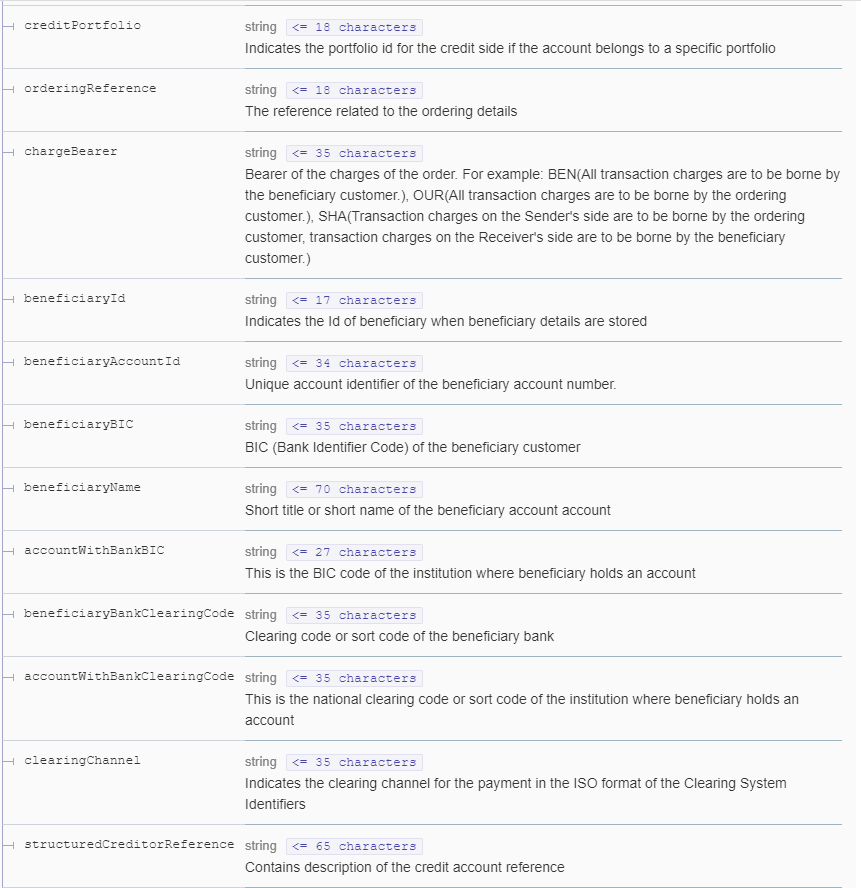 creditPortfolio string <= 18 characters
Indicates the portfolio id for the credit side if the account belongs to a specific portfolio
orderingReference string <= 18 characters
The reference related to the ordering details
chargeBearer string <= 35 characters
Bearer of the charges of the order. For example: BEN(All transaction charges are to be borne by
the beneficiary customer.), OUR(All transaction charges are to be borne by the ordering
customer.), SHA(Transaction charges on the Sender's side are to be borne by the ordering
customer, transaction charges on the Receiver's side are to be borne by the beneficiary
customer.)
beneficiaryId string <= 17 characters
Indicates the Id of beneficiary when beneficiary details are stored
beneficiaryAccountId string <= 34 characters
Unique account identifier of the beneficiary account number.
beneficiaryBIC string <= 35 characters
BIC (Bank Identifier Code) of the beneficiary customer
beneficiaryName string <= 70 characters
Short title or short name of the beneficiary account account
accountWithBankBIC string <= 27 characters
This is the BIC code of the institution where beneficiary holds an account
beneficiaryBankClearingCode string <= 35 characters
Clearing code or sort code of the beneficiary bank
accountWithBankClearingCode string <= 35 characters
This is the national clearing code or sort code of the institution where beneficiary holds an
account
clearingChannel string <= 35 characters
Indicates the clearing channel for the payment in the ISO format of the Clearing System
Identifiers
structuredCreditorReference string <= 65 characters
Contains description of the credit account reference